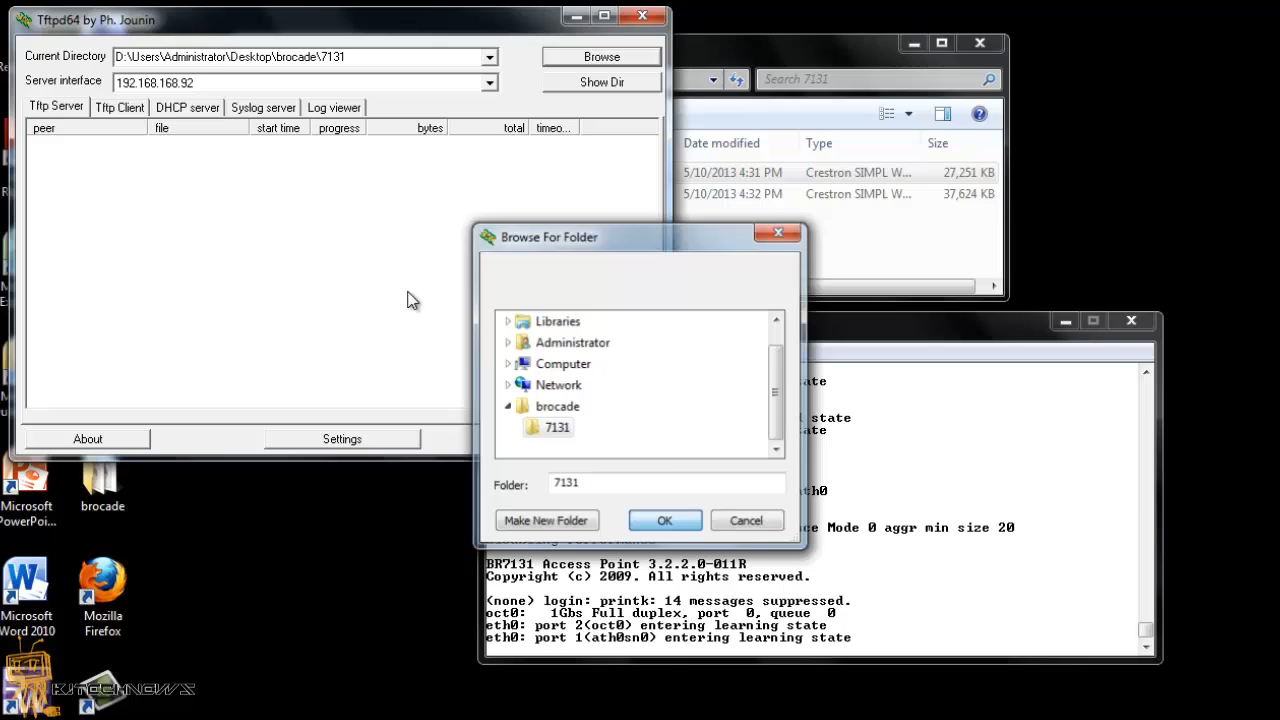 Tftpd64 by Ph. Jounin
Current Directory D:\Users\Administrator\Desktop\brocade\7131 Browse
Server interface 192.168.168.92 Show Dir
Tftp Server Tftp Client DHCP server Syslog server Log viewer
peer file start time progress bytes total timeo...
About Settings
Search 7131
Date modified Type Size
5/10/2013 4:31 PM Crestron SIMPL W... 27,251 KB
5/10/2013 4:32 PM Crestron SIMPL W... 37,624 KB
Browse For Folder
Libraries
Administrator
Computer
Network
brocade
7131
Folder: 7131
Make New Folder OK Cancel
ce Mode 0 aggr min size 20
BR7131 Access Point 3.2.2.0-011R
Copyright (c) 2009. All rights reserved.
(none) login: printk: 14 messages suppressed.
oct0: 1Gbs Full duplex, port 0, queue 0
eth0: port 2(oct0) entering learning state
eth0: port 1(ath0sn0) entering learning state
Microsoft PowerPoi...
brocade
Microsoft Word 2010
Mozilla Firefox